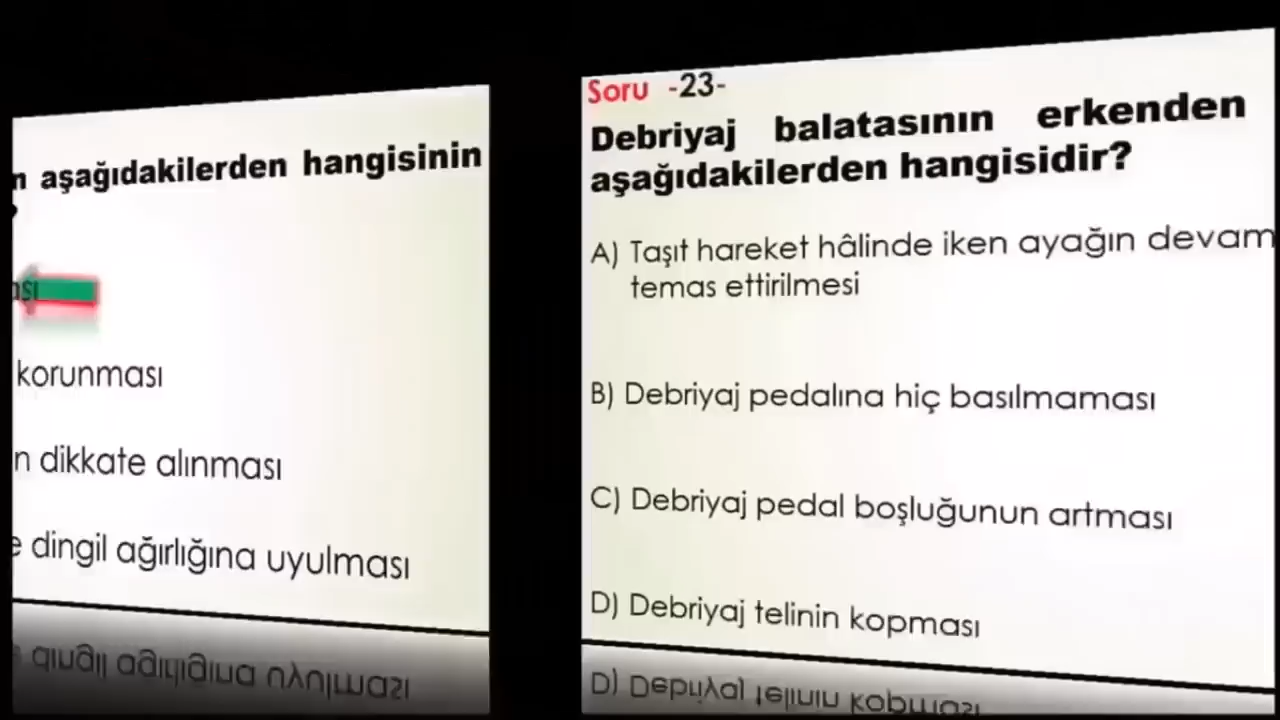 aşağıdakilerden hangisinin
korunması
dikkate alınması
dingil ağırlığına uyulması
Soru -23-
Debriyaj balatasının erkenden
aşağıdakilerden hangisidir?
A) Taşıt hareket hâlinde iken ayağın devam
temas ettirilmesi
B) Debriyaj pedalına hiç basılmaması
C) Debriyaj pedal boşluğunun artması
D) Debriyaj telinin kopması